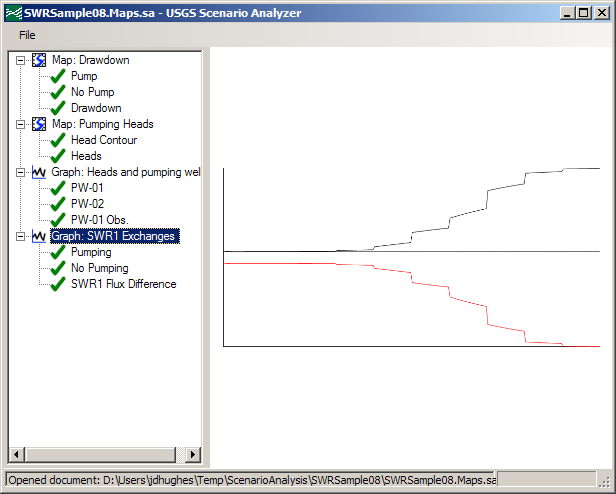 SWRSample08.Maps.sa - USGS Scenario Analyzer
File
Map: Drawdown
Pump
No Pump
Drawdown
Map: Pumping Heads
Head Contour
Heads
Graph: Heads and pumping wel
PW-01
PW-02
PW-01 Obs.
Graph: SWR1 Exchanges
Pumping
No Pumping
SWR1 Flux Difference
Opened document: D:\Users\jdhughes\Temp\ScenarioAnalysis\SWRSample08\SWRSample08.Maps.sa